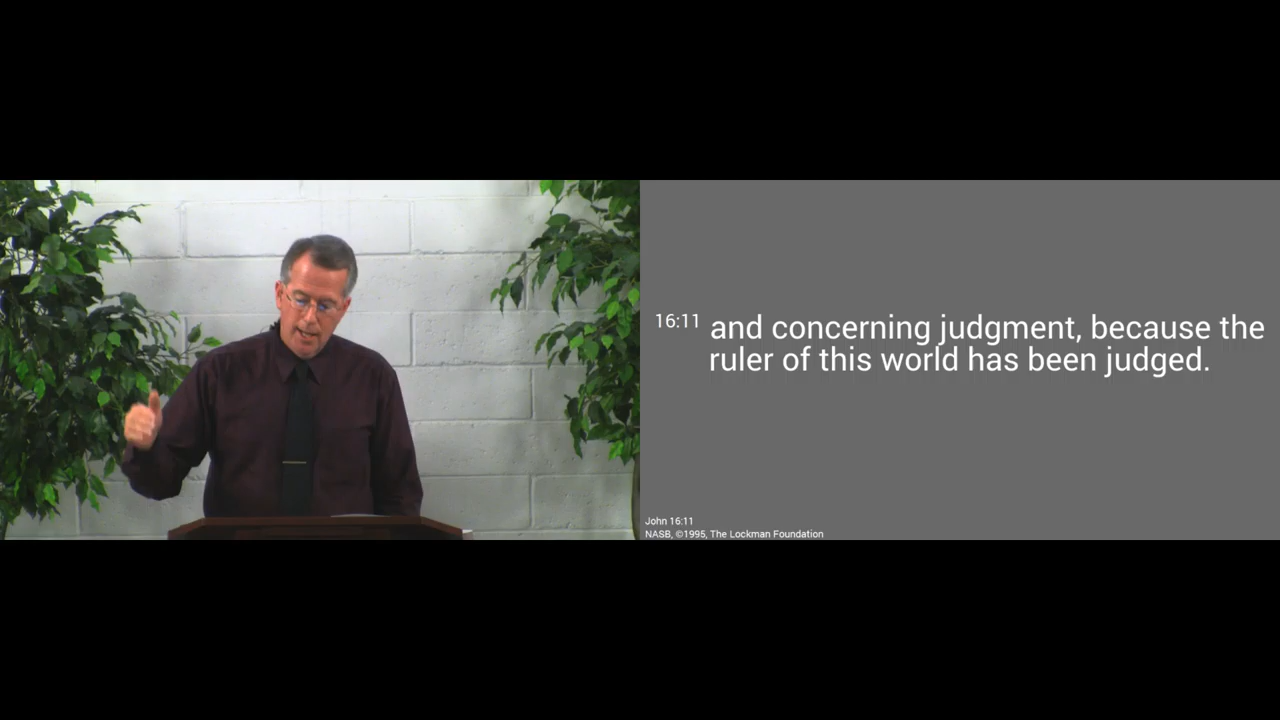 16:11 and concerning judgment, because the
ruler of this world has been judged.
John 16:11
NASB, ©1995, The Lockman Foundation